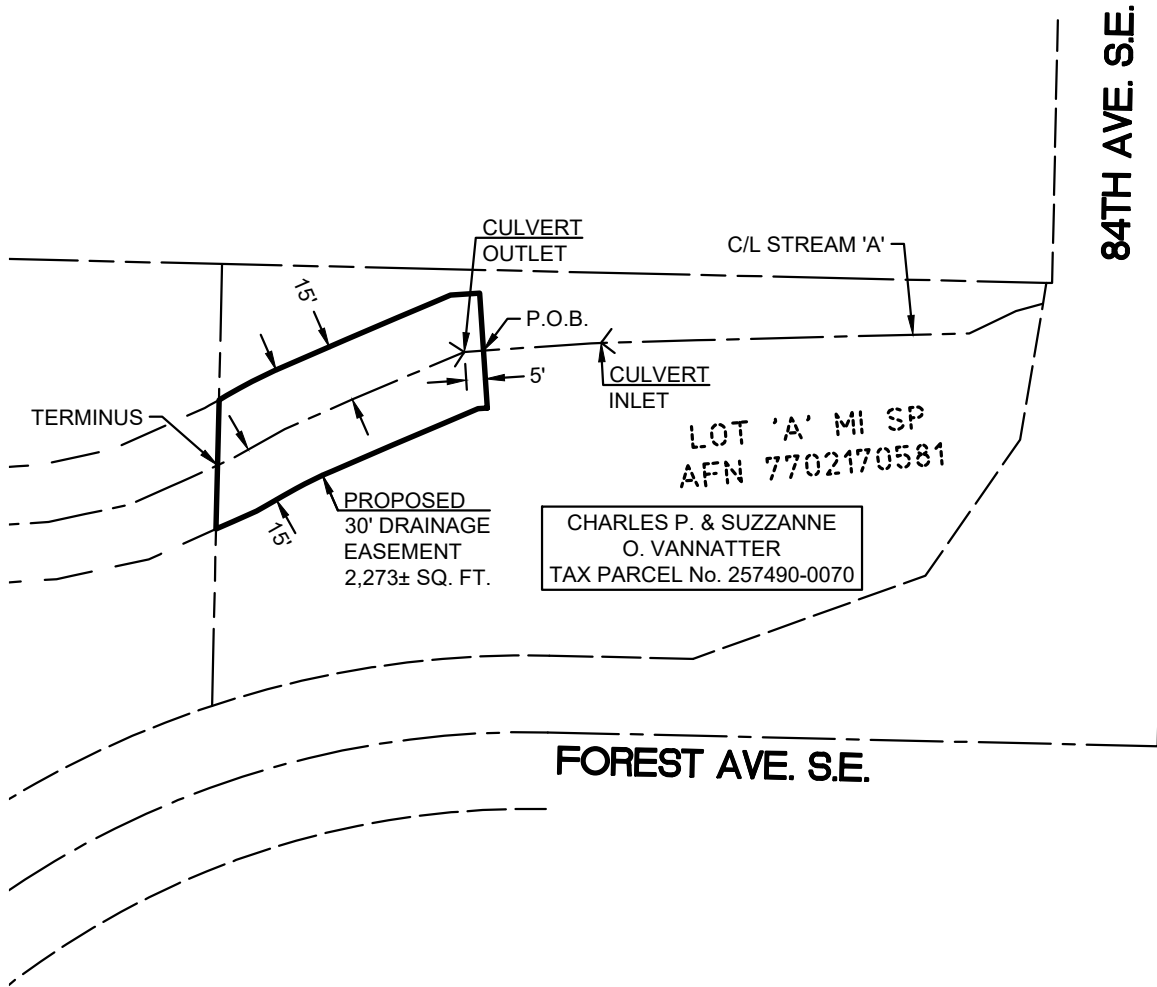 84TH AVE. S.E.
CULVERT
OUTLET
C/L STREAM 'A'
15'
P.O.B.
5'
CULVERT
INLET
TERMINUS
LOT 'A' MI SP
AFN 7702170581
PROPOSED
30' DRAINAGE
EASEMENT
2,273± SQ. FT.
15'
CHARLES P. & SUZZANNE
O. VANNATTER
TAX PARCEL No. 257490-0070
FOREST AVE. S.E.